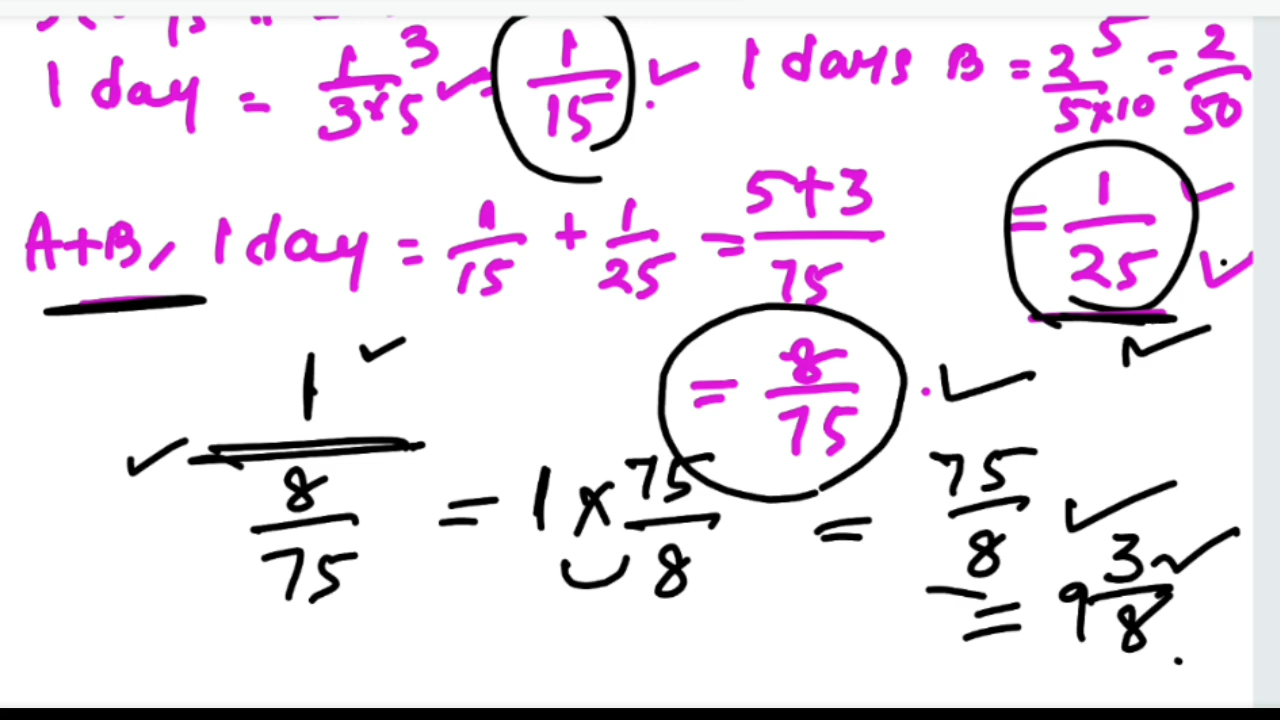 1 day = 1/3×5 3 = 1/15 1 days B = 2/5×10 5 = 2/50
A+B, 1 day = 1/15 + 1/25 = 5+3/75 = 1/25
= 8/75
1/(8/75) = 1 × 75/8 = 75/8
= 9 3/8